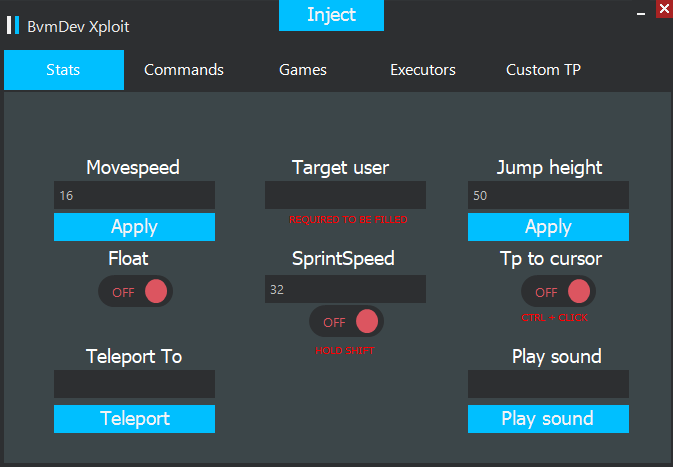 Inject
BvmDev Xploit
Stats Commands Games Executors Custom TP
Movespeed Target user Jump height
16 50
REQUIRED TO BE FILLED
Apply Apply
Float SprintSpeed Tp to cursor
OFF 32 OFF
CTRL + CLICK
OFF
HOLD SHIFT
Teleport To Play sound
Teleport Play sound